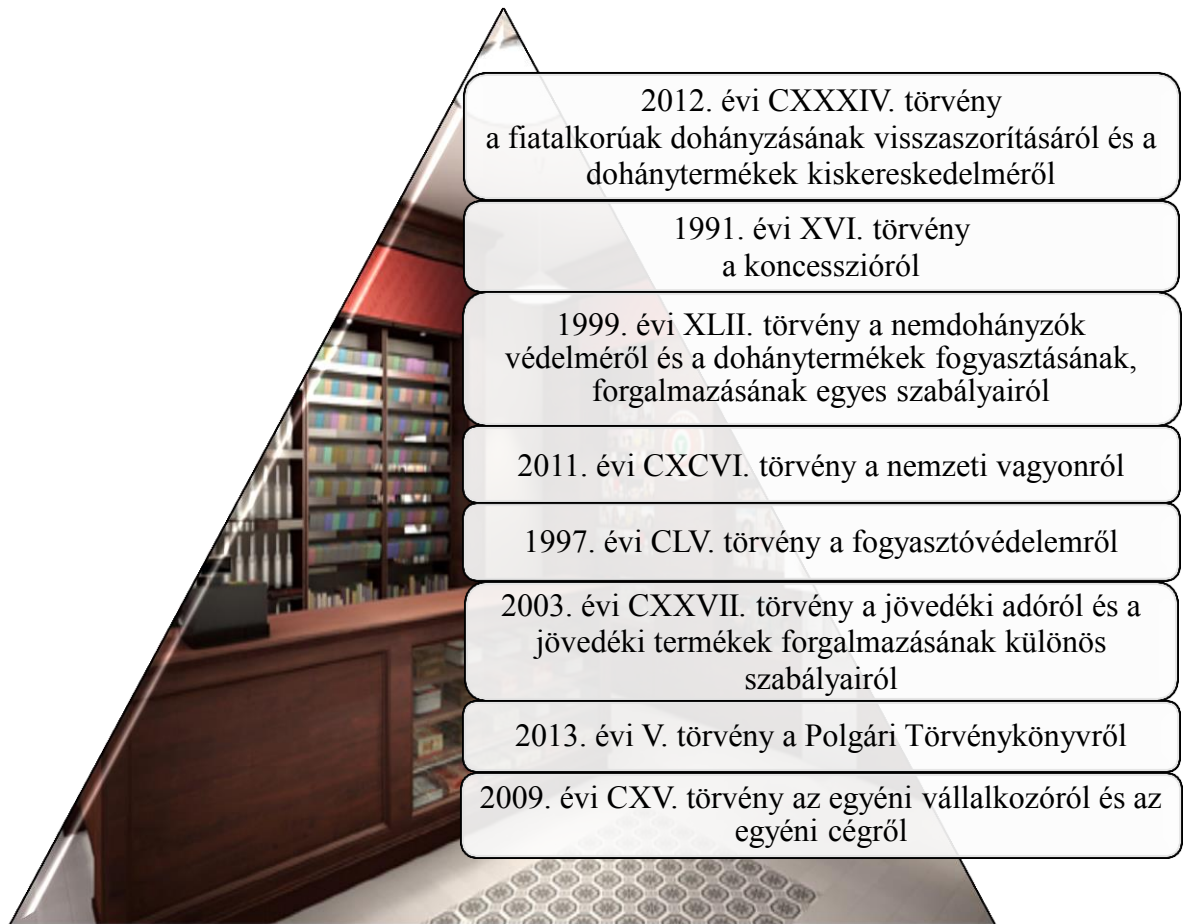 2012. évi CXXXIV. törvény
a fiatalkorúak dohányzásának visszaszorításáról és a
dohánytermékek kiskereskedelméről
1991. évi XVI. törvény
a koncesszióról
1999. évi XLII. törvény a nemdohányzók
védelméről és a dohánytermékek fogyasztásának,
forgalmazásának egyes szabályairól
2011. évi CXCVI. törvény a nemzeti vagyonról
1997. évi CLV. törvény a fogyasztóvédelemről
2003. évi CXXVII. törvény a jövedéki adóról és a
jövedéki termékek forgalmazásának különös
szabályairól
2013. évi V. törvény a Polgári Törvénykönyvről
2009. évi CXV. törvény az egyéni vállalkozóról és az
egyéni cégről